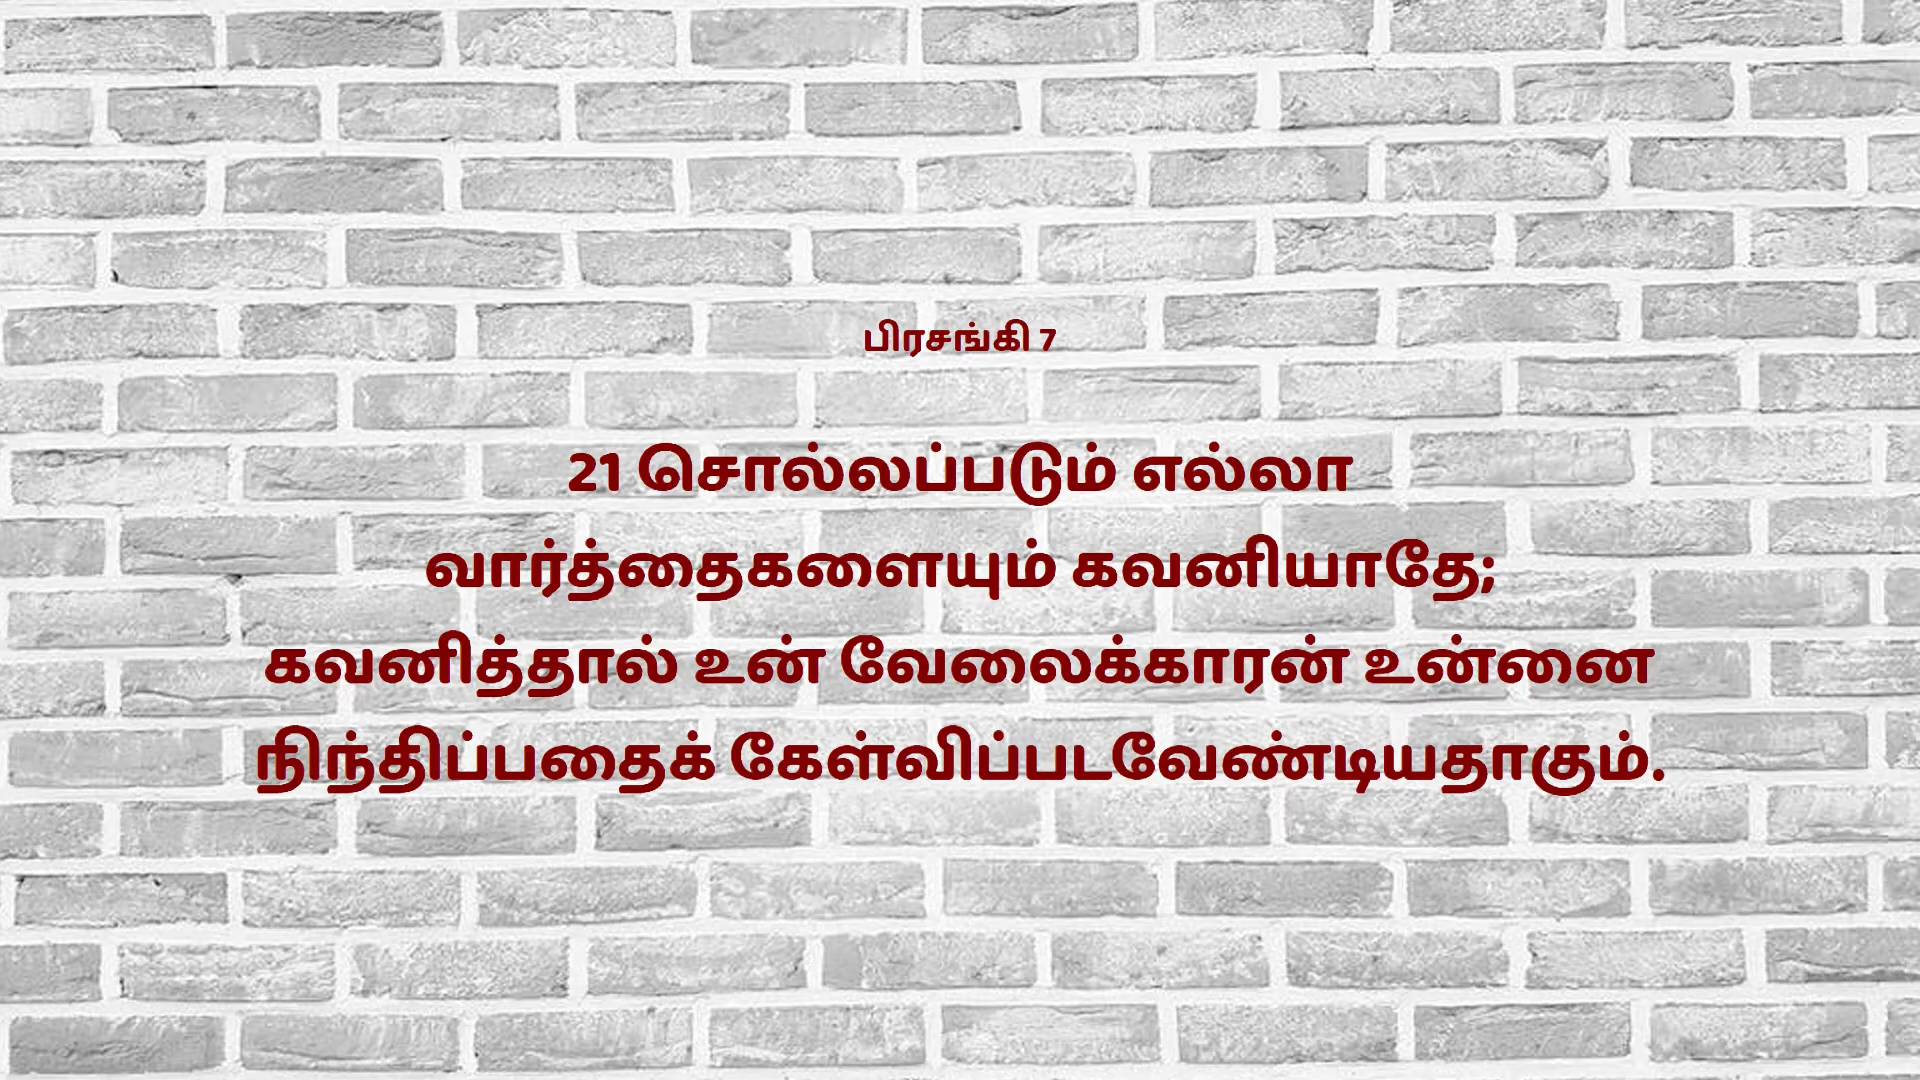 பிரசங்கி 7
21 சொல்லப்படும் எல்லா
வார்த்தைகளையும் கவனியாதே;
கவனித்தால் உன் வேலைக்காரன் உன்னை
நிந்திப்பதைக் கேள்விப்படவேண்டியதாகும்.